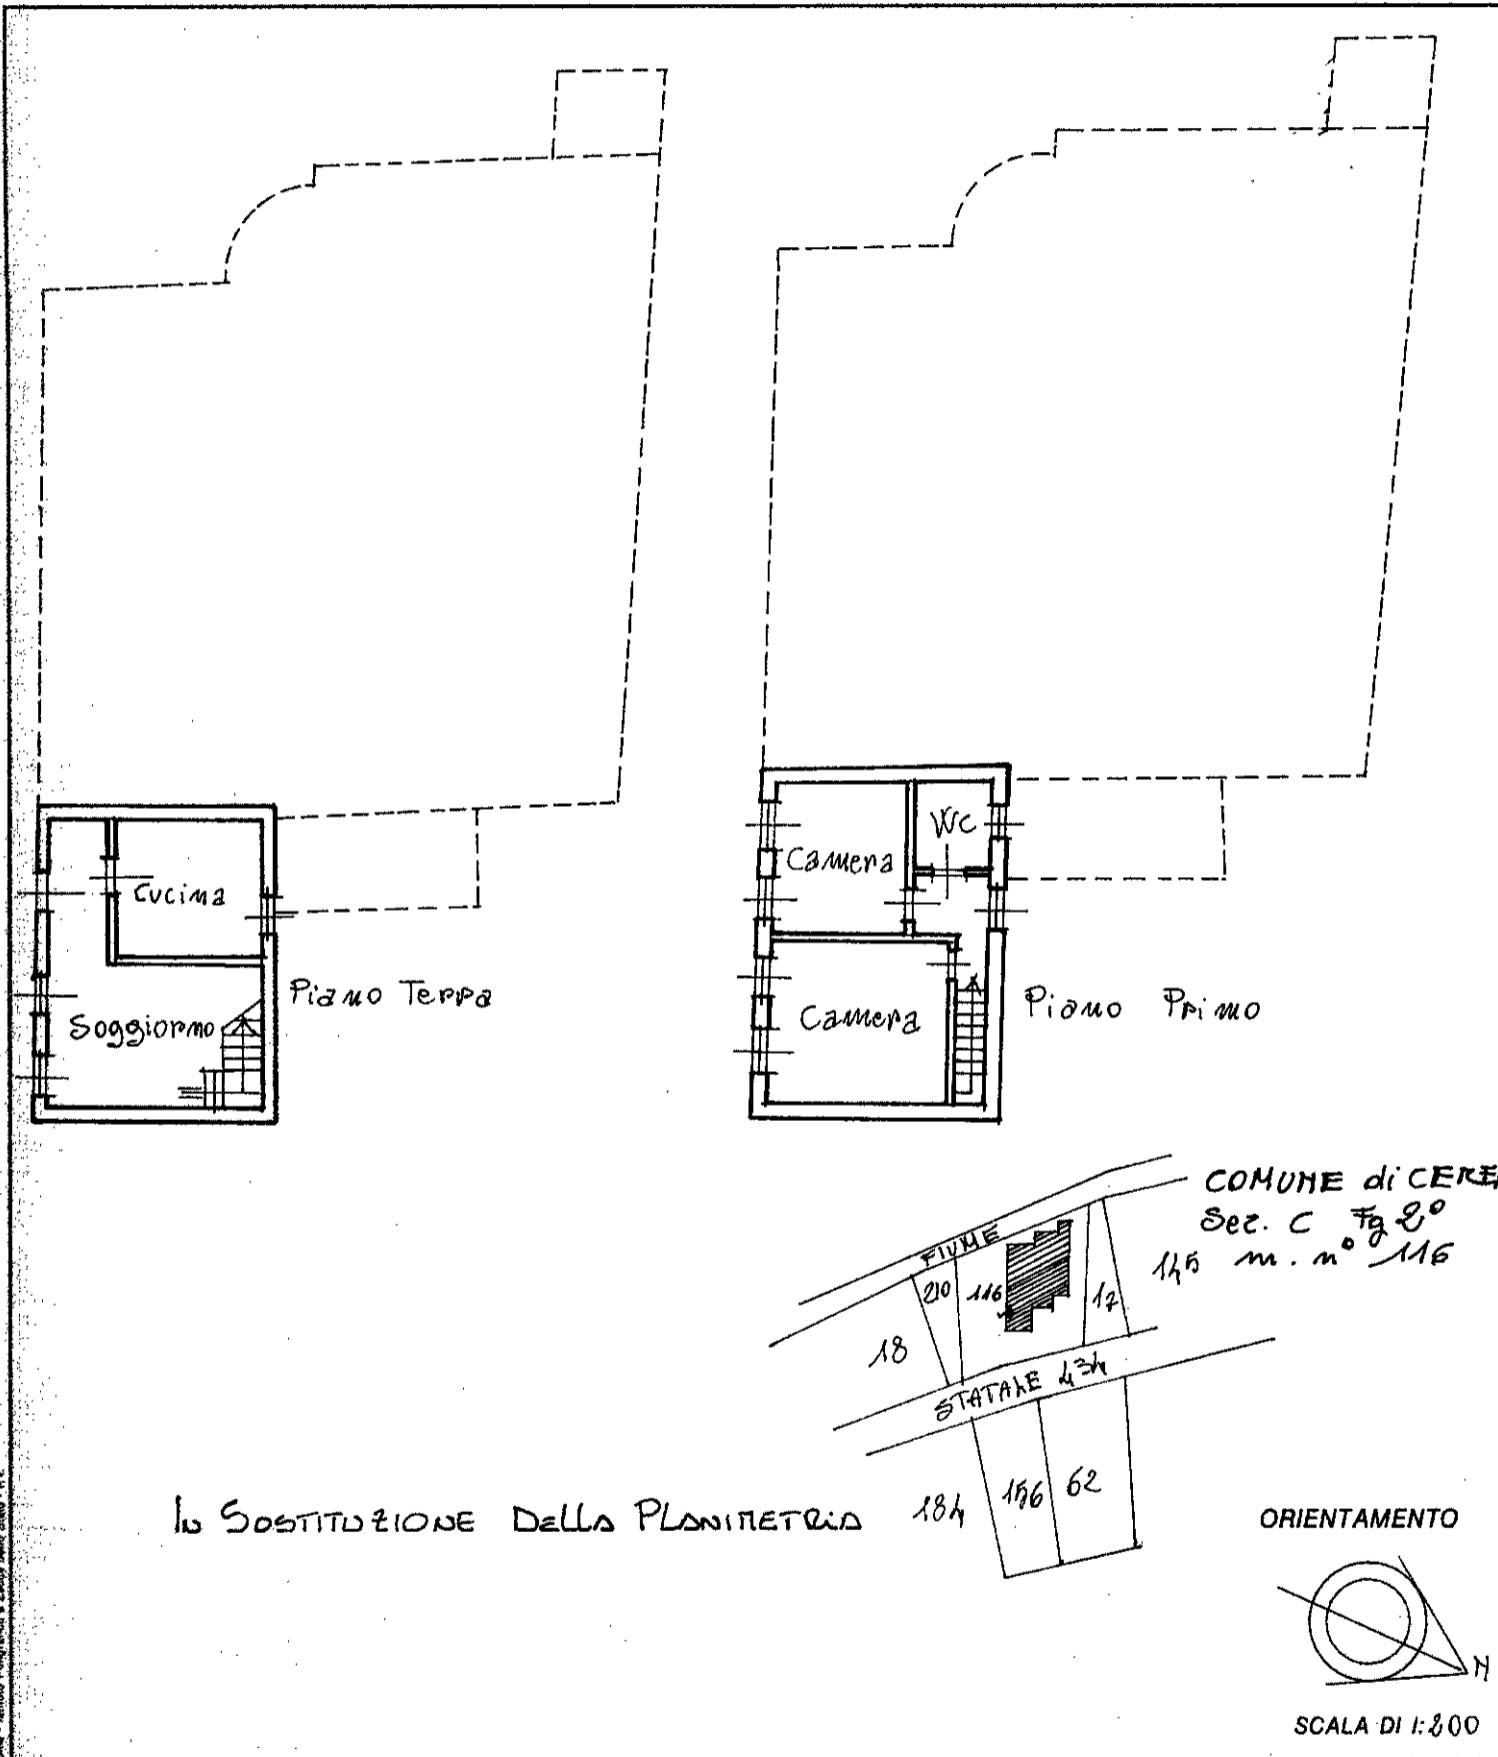 Cucina
Soggiorno
Piano Terra
Camera
Wc
Camera
Piano Primo
COMUNE di CERE
Sez. C Fg 2°
m. n° 116
145
FIUME
210
116
17
18
STATALE 434
184
156
62
In SOSTITUZIONE DELLA PLANIMETRIA
ORIENTAMENTO
N
SCALA DI 1:200